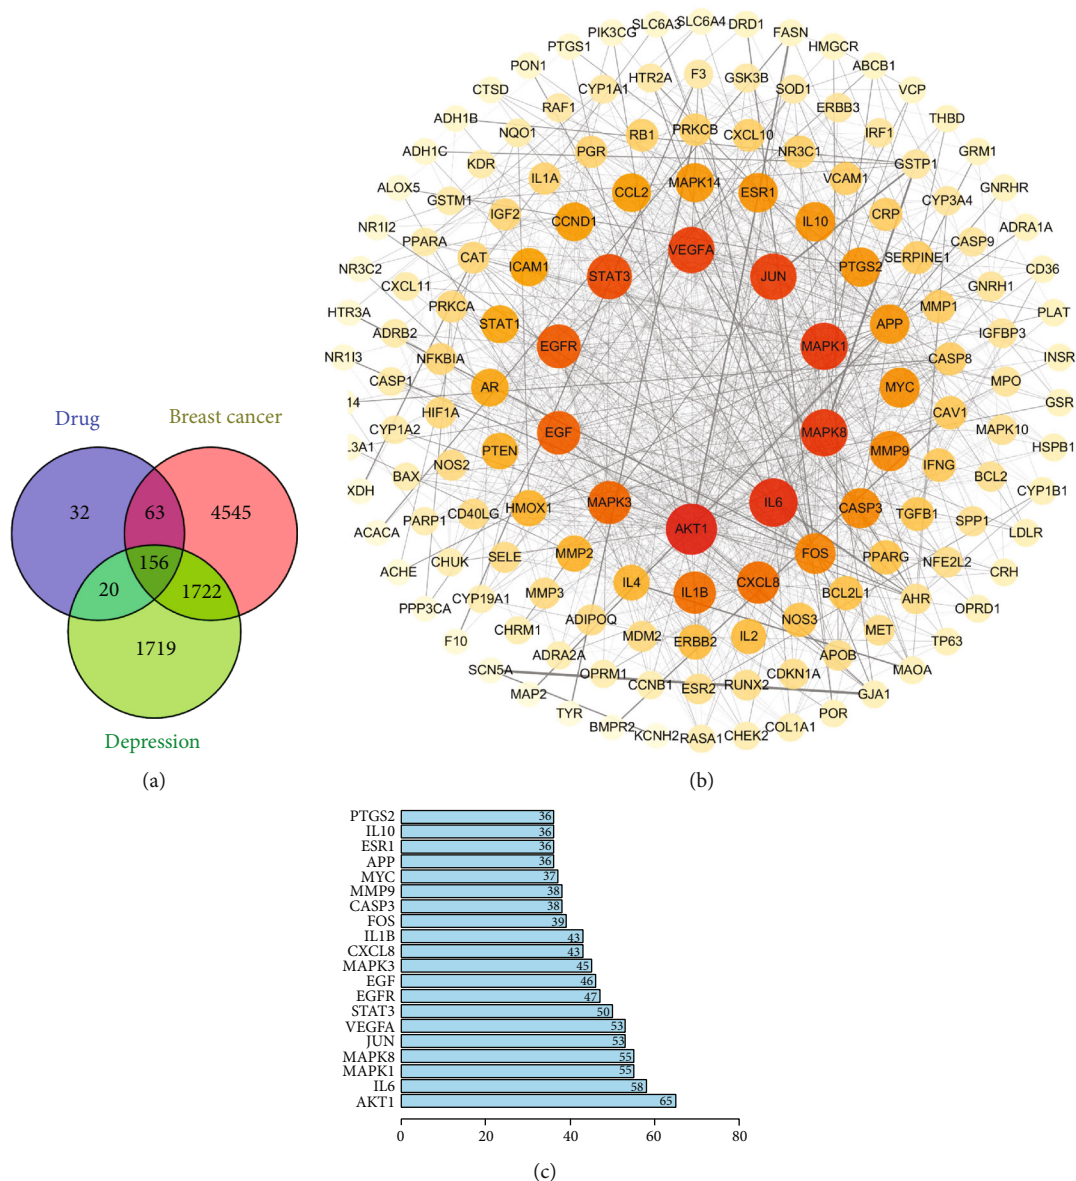 Drug
Breast cancer
32
63
4545
156
20
1722
1719
Depression
(a)
SLC6A3
SLC6A4
DRD1
PIK3CG
FASN
PTGS1
HMGCR
PON1
HTR2A
F3
GSK3B
ABCB1
CTSD
CYP1A1
SOD1
VCP
RAF1
ERBB3
ADH1B
NQO1
RB1
PRKCB
CXCL10
IRF1
THBD
ADH1C
KDR
PGR
NR3C1
GSTP1
GRM1
ALOX5
GSTM1
IL1A
CCL2
MAPK14
ESR1
VCAM1
CYP3A4
GNRHR
NR1I2
PPARA
IGF2
CCND1
IL10
CRP
CASP9
ADRA1A
NR3C2
CXCL11
CAT
ICAM1
STAT3
VEGFA
JUN
PTGS2
SERPINE1
GNRH1
CD36
HTR3A
ADRB2
PRKCA
STAT1
APP
MMP1
IGFBP3
PLAT
NR1I3
CASP1
NFKBIA
EGFR
MAPK1
CASP8
MPO
INSR
14
CYP1A2
HIF1A
AR
MYC
CAV1
MAPK10
GSR
3A1
BAX
NOS2
PTEN
EGF
MAPK8
MMP9
IFNG
BCL2
HSPB1
XDH
PARP1
CD40LG
HMOX1
MAPK3
IL6
CASP3
TGFB1
SPP1
CYP1B1
ACACA
CHUK
SELE
MMP2
AKT1
FOS
PPARG
NFE2L2
LDLR
ACHE
CYP19A1
MMP3
IL4
IL1B
CXCL8
BCL2L1
AHR
CRH
PPP3CA
CHRM1
ADIPOQ
MDM2
ERBB2
IL2
NOS3
MET
OPRD1
F10
ADRA2A
APOB
TP63
SCN5A
OPRM1
CCNB1
ESR2
RUNX2
CDKN1A
MAOA
MAP2
GJA1
TYR
BMPR2
KCNH2
RASA1
CHEK2
COL1A1
POR
(b)
PTGS2 36
IL10 36
ESR1 36
APP 36
MYC 37
MMP9 38
CASP3 38
FOS 39
IL1B 43
CXCL8 43
MAPK3 45
EGF 46
EGFR 47
STAT3 50
VEGFA 53
JUN 53
MAPK8 55
MAPK1 55
IL6 58
AKT1 65
0 20 40 60 80
(c)